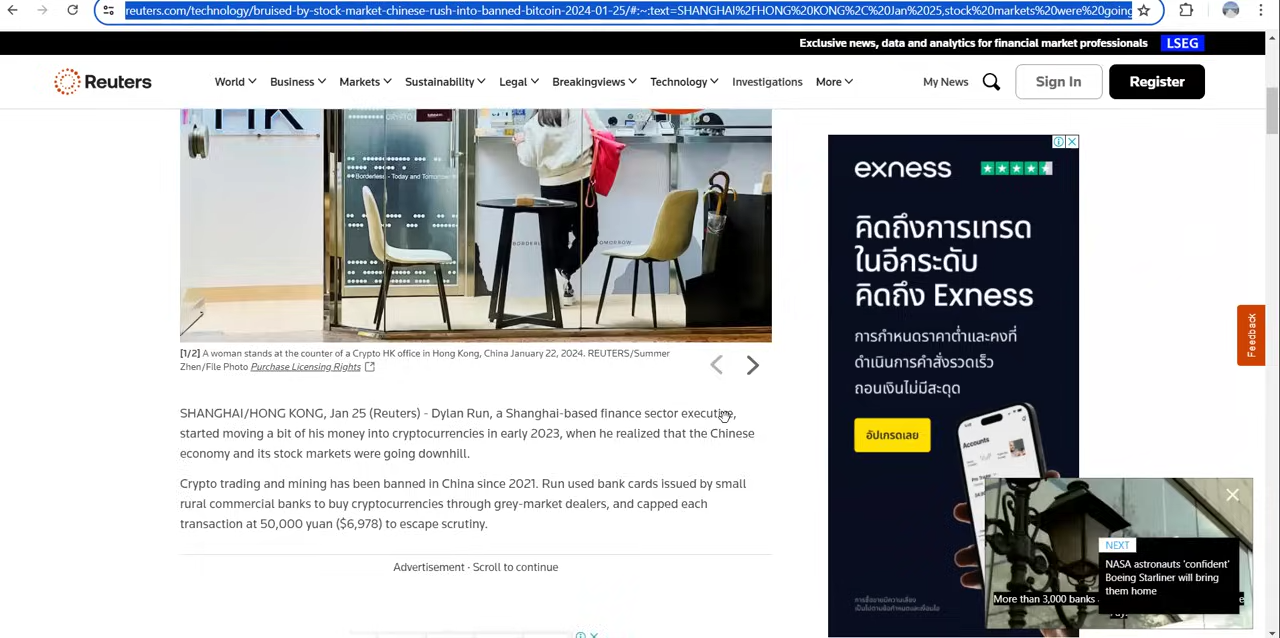 reuters.com/technology/bruised-by-stock-market-chinese-rush-into-banned-bitcoin-2024-01-25/#:~:text=SHANGHAI%2FHONG%20KONG%2C%20Jan%2025,stock%20markets%20were%20going
Exclusive news, data and analytics for financial market professionals LSEG
Reuters World Business Markets Sustainability Legal Breakingviews Technology Investigations More My News Sign In Register
HK
CRYPTO
Borderless - Today and Tomorrow
[1/2] A woman stands at the counter of a Crypto HK office in Hong Kong, China January 22, 2024. REUTERS/Summer
Zhen/File Photo Purchase Licensing Rights
SHANGHAI/HONG KONG, Jan 25 (Reuters) - Dylan Run, a Shanghai-based finance sector executive,
started moving a bit of his money into cryptocurrencies in early 2023, when he realized that the Chinese
economy and its stock markets were going downhill.
Crypto trading and mining has been banned in China since 2021. Run used bank cards issued by small
rural commercial banks to buy cryptocurrencies through grey-market dealers, and capped each
transaction at 50,000 yuan ($6,978) to escape scrutiny.
Advertisement · Scroll to continue
exness
คิดถึงการเทรด
ในอีกระดับ
คิดถึง Exness
การกำหนดราคาต่ำและคงที่
ดำเนินการคำสั่งรวดเร็ว
ถอนเงินไม่มีสะดุด
อัปเกรดเลย
Accounts
Feedback
NEXT
NASA astronauts 'confident'
Boeing Starliner will bring
them home
More than 3,000 banks